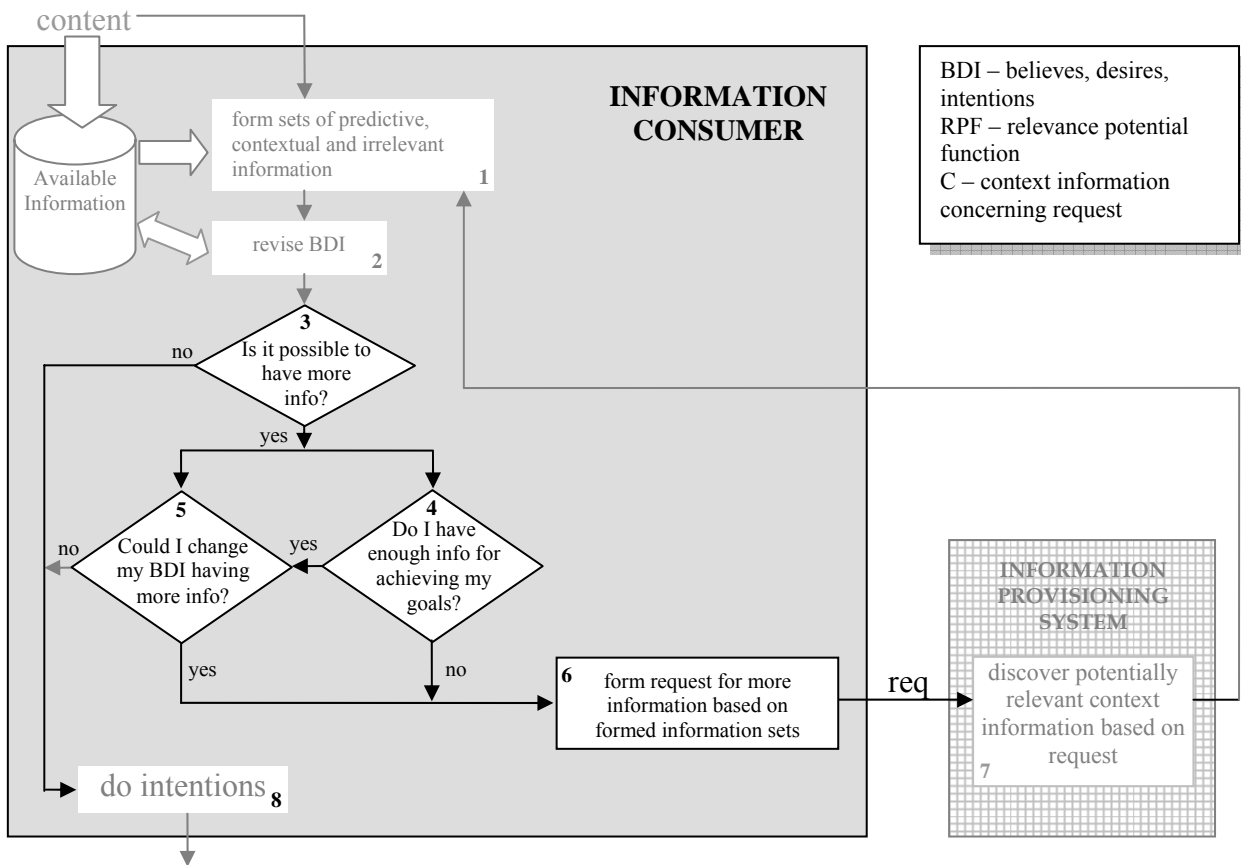 content
INFORMATION
CONSUMER
BDI – believes, desires,
intentions
RPF – relevance potential
function
C – context information
concerning request
form sets of predictive,
contextual and irrelevant
information
1
Available
Information
revise BDI
2
3
Is it possible to
have more
info?
no
yes
5
Could I change
my BDI having
more info?
no
yes
4
Do I have
enough info for
achieving my
goals?
yes
no
6
form request for more
information based on
formed information sets
req
INFORMATION
PROVISIONING
SYSTEM
discover potentially
relevant context
information based on
request
7
do intentions
8